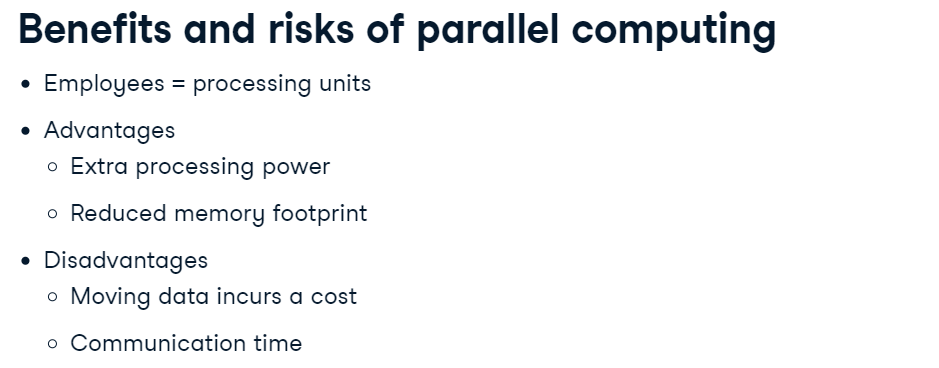 Benefits and risks of parallel computing
• Employees = processing units
• Advantages
○ Extra processing power
○ Reduced memory footprint
• Disadvantages
○ Moving data incurs a cost
○ Communication time